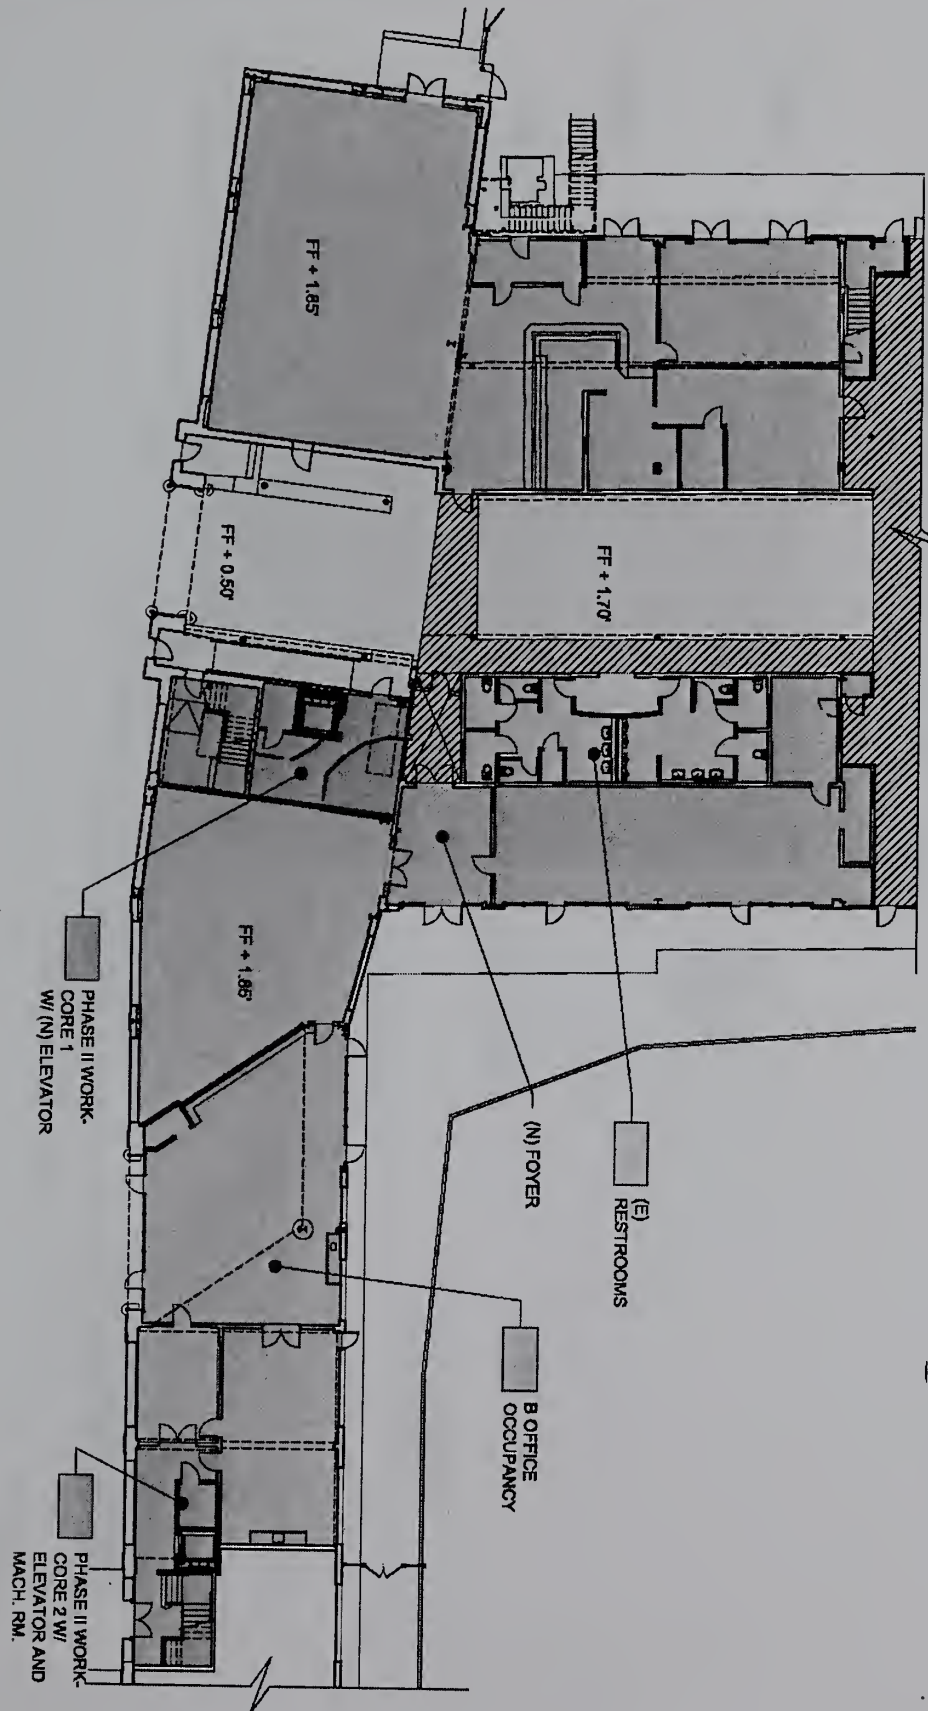 FF + 1.85'
FF + 0.50'
FF + 1.70'
FF + 1.85'
PHASE II WORK-
CORE 1
W/ (N) ELEVATOR
(N) FOYER
(E)
RESTROOMS
B OFFICE
OCCUPANCY
PHASE II WORK-
CORE 2 W/
ELEVATOR AND
MACH. RM.